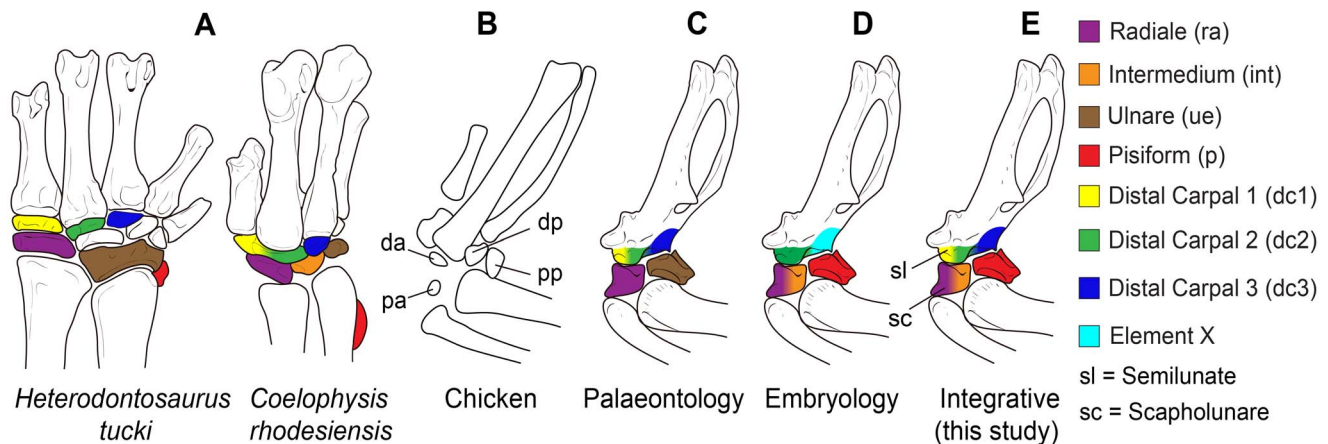 A
B
C
D
E
da
pa
dp
pp
sl
sc
Heterodontosaurus
tucki
Coelophysis
rhodesiensis
Chicken
Palaeontology
Embryology
Integrative
(this study)
Radiale (ra)
Intermedium (int)
Ulnare (ue)
Pisiform (p)
Distal Carpal 1 (dc1)
Distal Carpal 2 (dc2)
Distal Carpal 3 (dc3)
Element X
sl = Semilunate
sc = Scapholunare